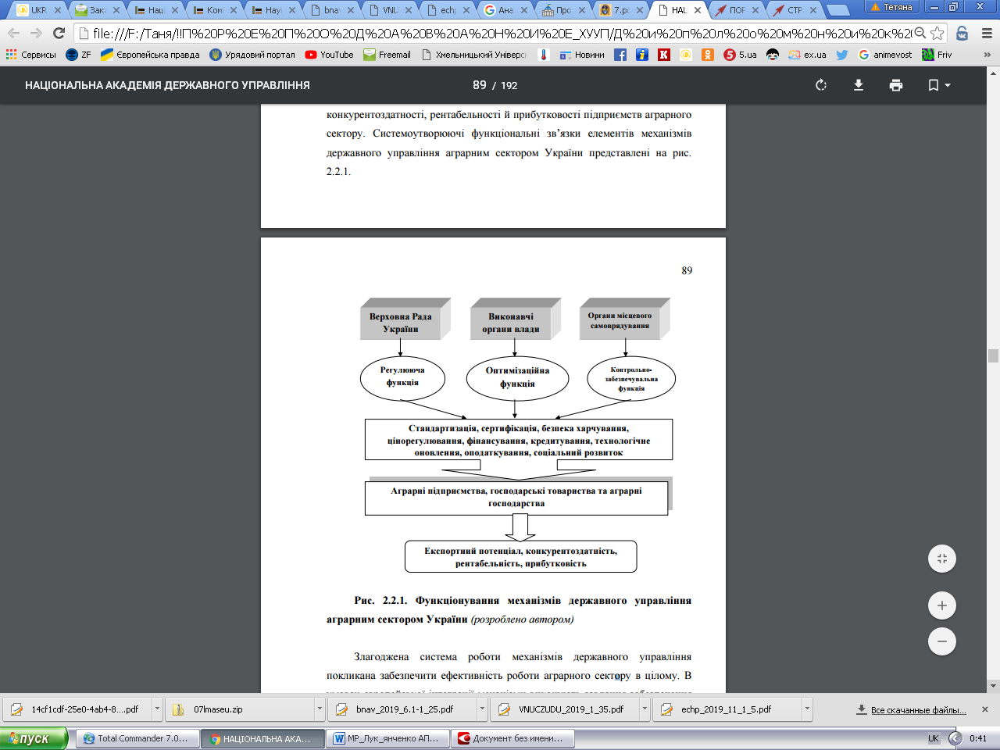 UKR
Зака
Наці
Ком
Нау
bnav
VNU
echp
Ана
Про
7.рс
НАЦ
ПОР
СТР
Тетяна
file:///F:/Таня/!!П%20Р%20Е%20П%20О%20Д%20А%20В%20А%20Н%20И%20Е_ХУУП/Д%20и%20п%20л%20о%20м%20н%20и%20к%20
Сервисы
ZF
Європейська правда
Урядовий портал
YouTube
Freemail
Хмельницький Універс
Новини
5.ua
ex.ua
animevost
Friv
НАЦІОНАЛЬНА АКАДЕМІЯ ДЕРЖАВНОГО УПРАВЛІННЯ
89 / 192
конкурентоздатності, рентабельності й прибутковості підприємств аграрного
сектору. Системоутворюючі функціональні зв’язки елементів механізмів
державного управління аграрним сектором України представлені на рис.
2.2.1.
89
Верховна Рада
України
Виконавчі
органи влади
Органи місцевого
самоврядування
Регулююча
функція
Оптимізаційна
функція
Контрольно-
забезпечувальна
функція
Стандартизація, сертифікація, безпека харчування,
цінорегулювання, фінансування, кредитування, технологічне
оновлення, оподаткування, соціальний розвиток
Аграрні підприємства, господарські товариства та аграрні
господарства
Експортний потенціал, конкурентоздатність,
рентабельність, прибутковість
Рис. 2.2.1. Функціонування механізмів державного управління
аграрним сектором України (розроблено автором)
Злагоджена система роботи механізмів державного управління
покликана забезпечити ефективність роботи аграрного сектору в цілому. В
14cf1cdf-25e0-4ab4-8....pdf
07lmaseu.zip
bnav_2019_6.1-1_25.pdf
VNUCZUDU_2019_1_35.pdf
echp_2019_11_1_5.pdf
Все скачанные файлы...
пуск
Total Commander 7.0...
НАЦІОНАЛЬНА АКА...
МР_Лук_янченко АП...
Документ без имени...
UK
0:41